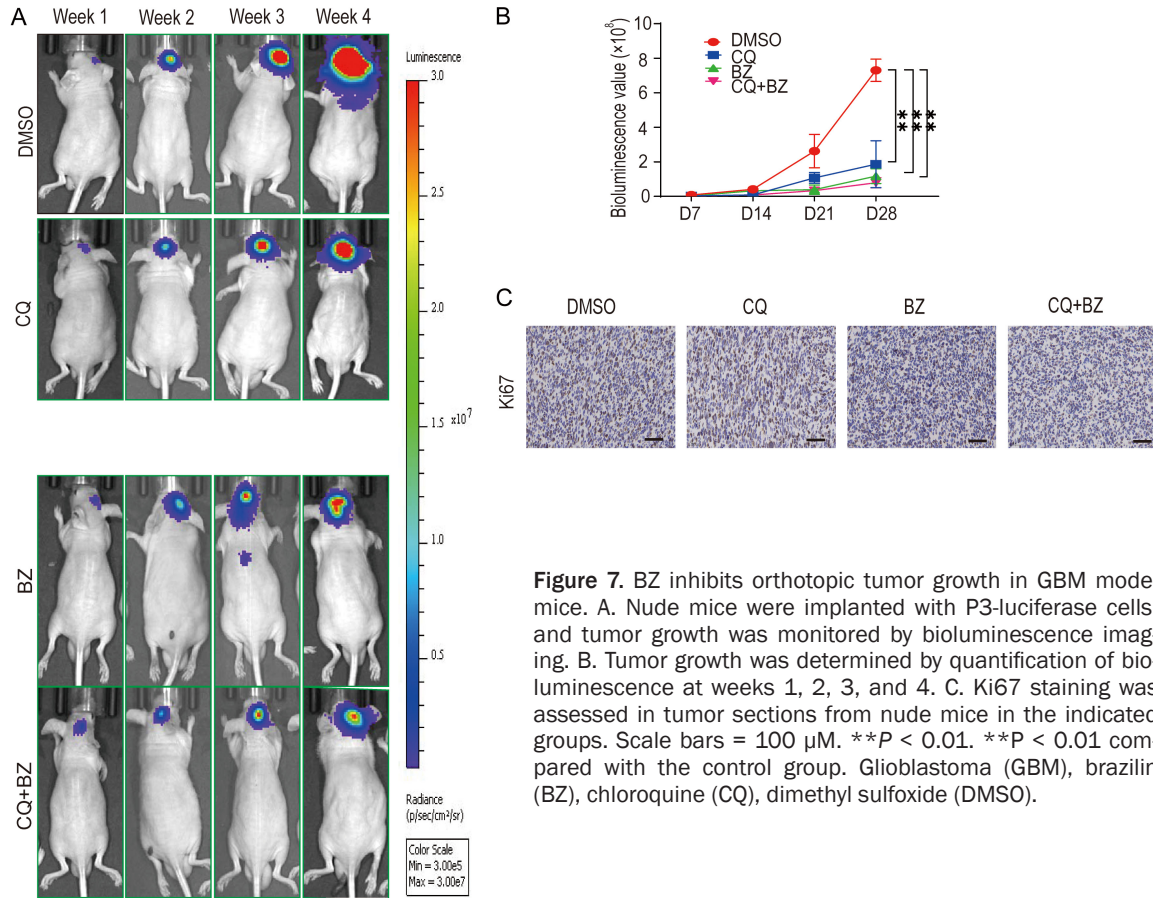 A
Week 1 Week 2 Week 3 Week 4
DMSO
CQ
BZ
CQ+BZ
Luminescence
3.0
2.5
2.0
1.5 x10⁷
1.0
0.5
Radiance
(p/sec/cm²/sr)
Color Scale
Min = 3.00e5
Max = 3.00e7
B
Bioluminescence value (×10⁸)
10
8
6
4
2
0
D7 D14 D21 D28
DMSO
CQ
BZ
CQ+BZ
** ** **
C
DMSO CQ BZ CQ+BZ
Ki67
Figure 7. BZ inhibits orthotopic tumor growth in GBM mode
mice. A. Nude mice were implanted with P3-luciferase cells
and tumor growth was monitored by bioluminescence imag-
ing. B. Tumor growth was determined by quantification of bio-
luminescence at weeks 1, 2, 3, and 4. C. Ki67 staining was
assessed in tumor sections from nude mice in the indicated
groups. Scale bars = 100 µM. **P < 0.01. **P < 0.01 com-
pared with the control group. Glioblastoma (GBM), brazilin
(BZ), chloroquine (CQ), dimethyl sulfoxide (DMSO).